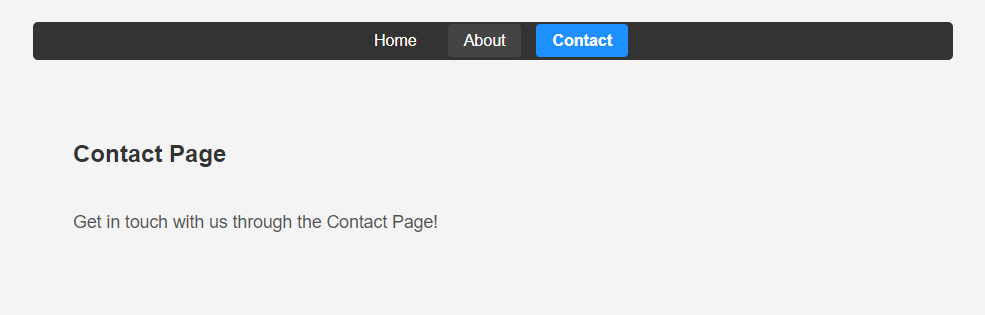 Home About Contact
Contact Page
Get in touch with us through the Contact Page!